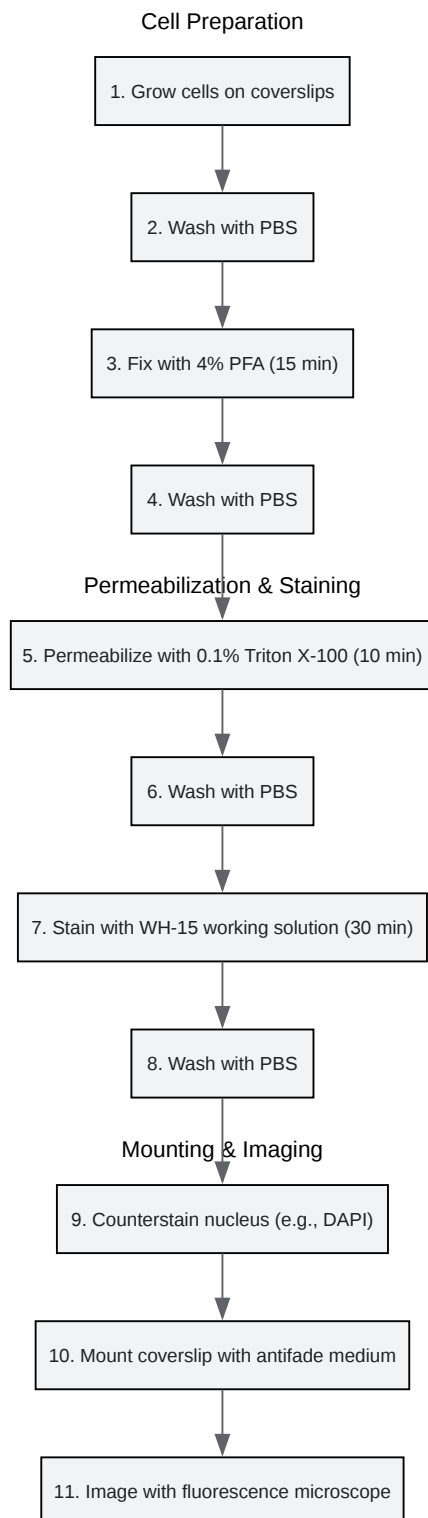 Cell Preparation
1. Grow cells on coverslips
2. Wash with PBS
3. Fix with 4% PFA (15 min)
4. Wash with PBS
Permeabilization & Staining
5. Permeabilize with 0.1% Triton X-100 (10 min)
6. Wash with PBS
7. Stain with WH-15 working solution (30 min)
8. Wash with PBS
Mounting & Imaging
9. Counterstain nucleus (e.g., DAPI)
10. Mount coverslip with antifade medium
11. Image with fluorescence microscope